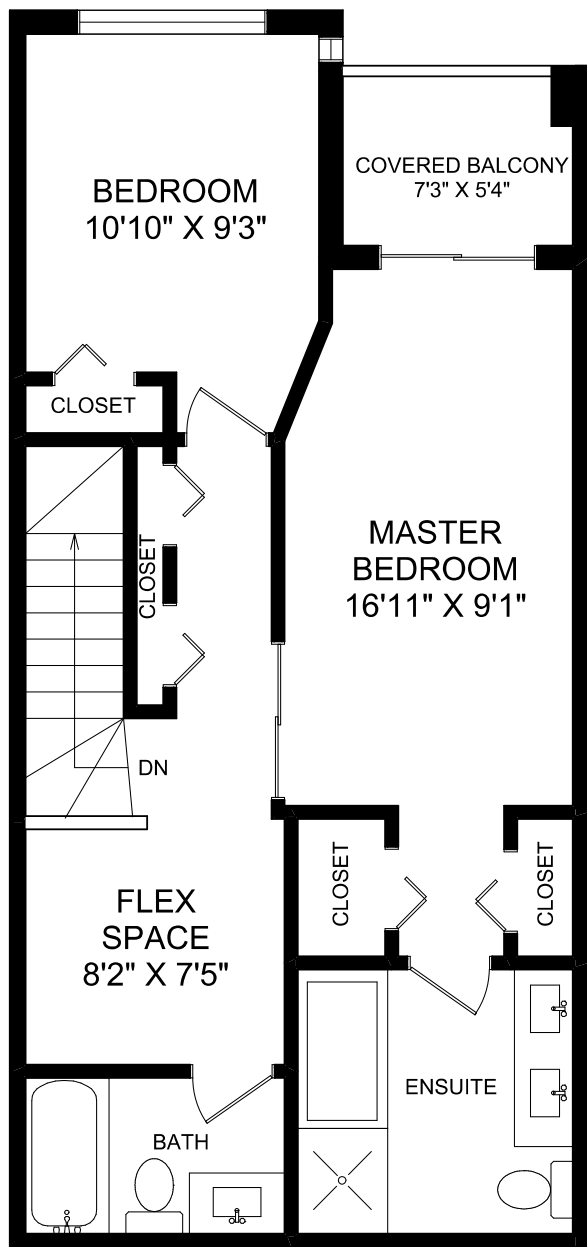 COVERED BALCONY
7'3" X 5'4"
BEDROOM
10'10" X 9'3"
CLOSET
CLOSET
MASTER
BEDROOM
16'11" X 9'1"
DN
CLOSET
CLOSET
FLEX
SPACE
8'2" X 7'5"
ENSUITE
BATH